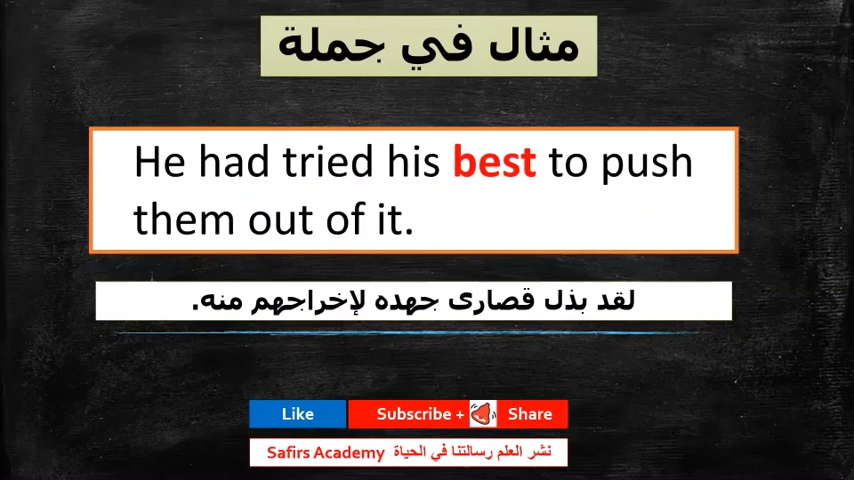 مثال في جملة
He had tried his best to push
them out of it.
لقد بذل قصارى جهده لإخراجهم منه.
Like Subscribe + Share
Safirs Academy نشر العلم رسالتنا في الحياة